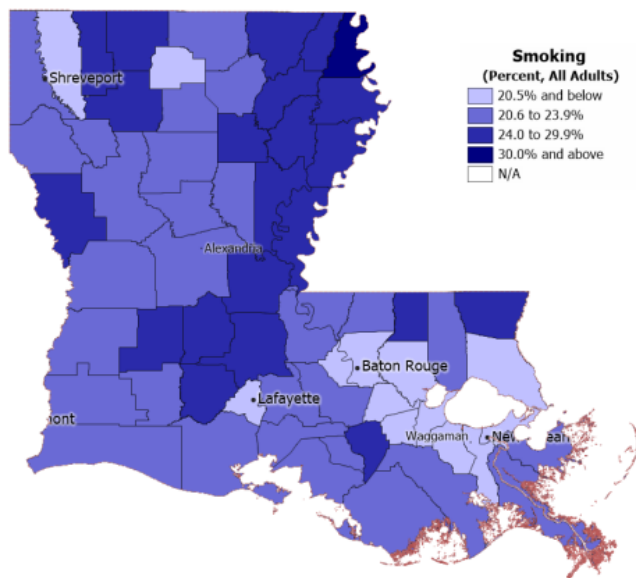 Smoking
(Percent, All Adults)
20.5% and below
20.6 to 23.9%
24.0 to 29.9%
30.0% and above
N/A
Shreveport
Alexandria
Baton Rouge
Lafayette
ont
Waggaman